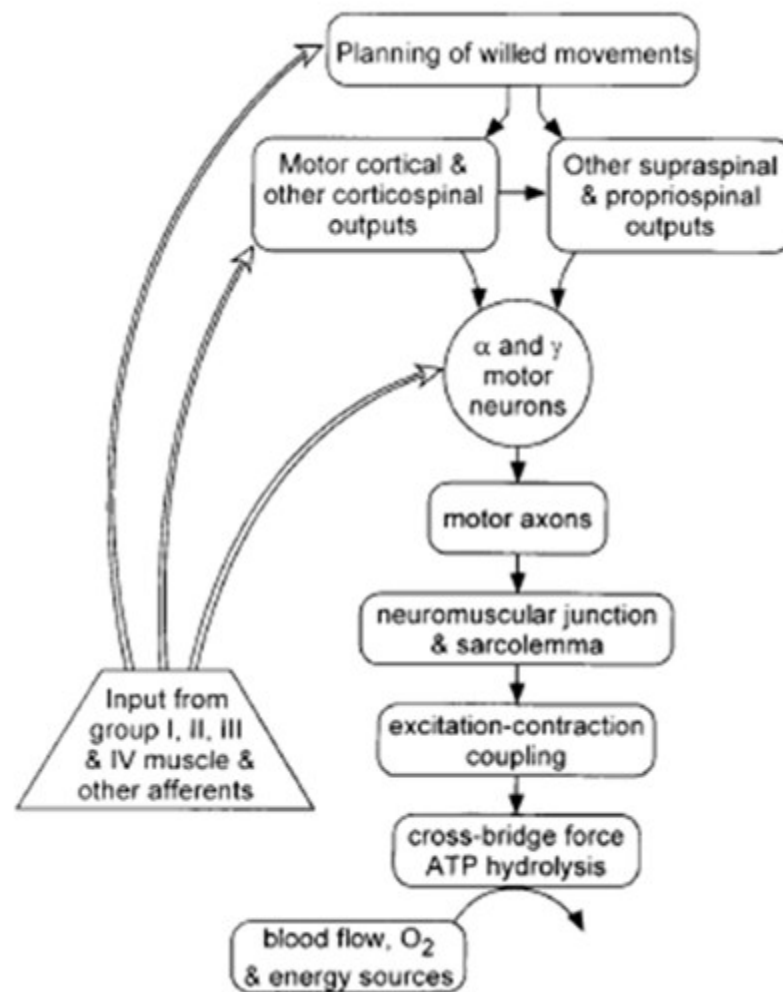 Planning of willed movements
Motor cortical &
other corticospinal
outputs
Other supraspinal
& propriospinal
outputs
α and γ
motor
neurons
motor axons
neuromuscular junction
& sarcolemma
Input from
group I, II, III
& IV muscle &
other afferents
excitation-contraction
coupling
cross-bridge force
ATP hydrolysis
blood flow, O₂
& energy sources